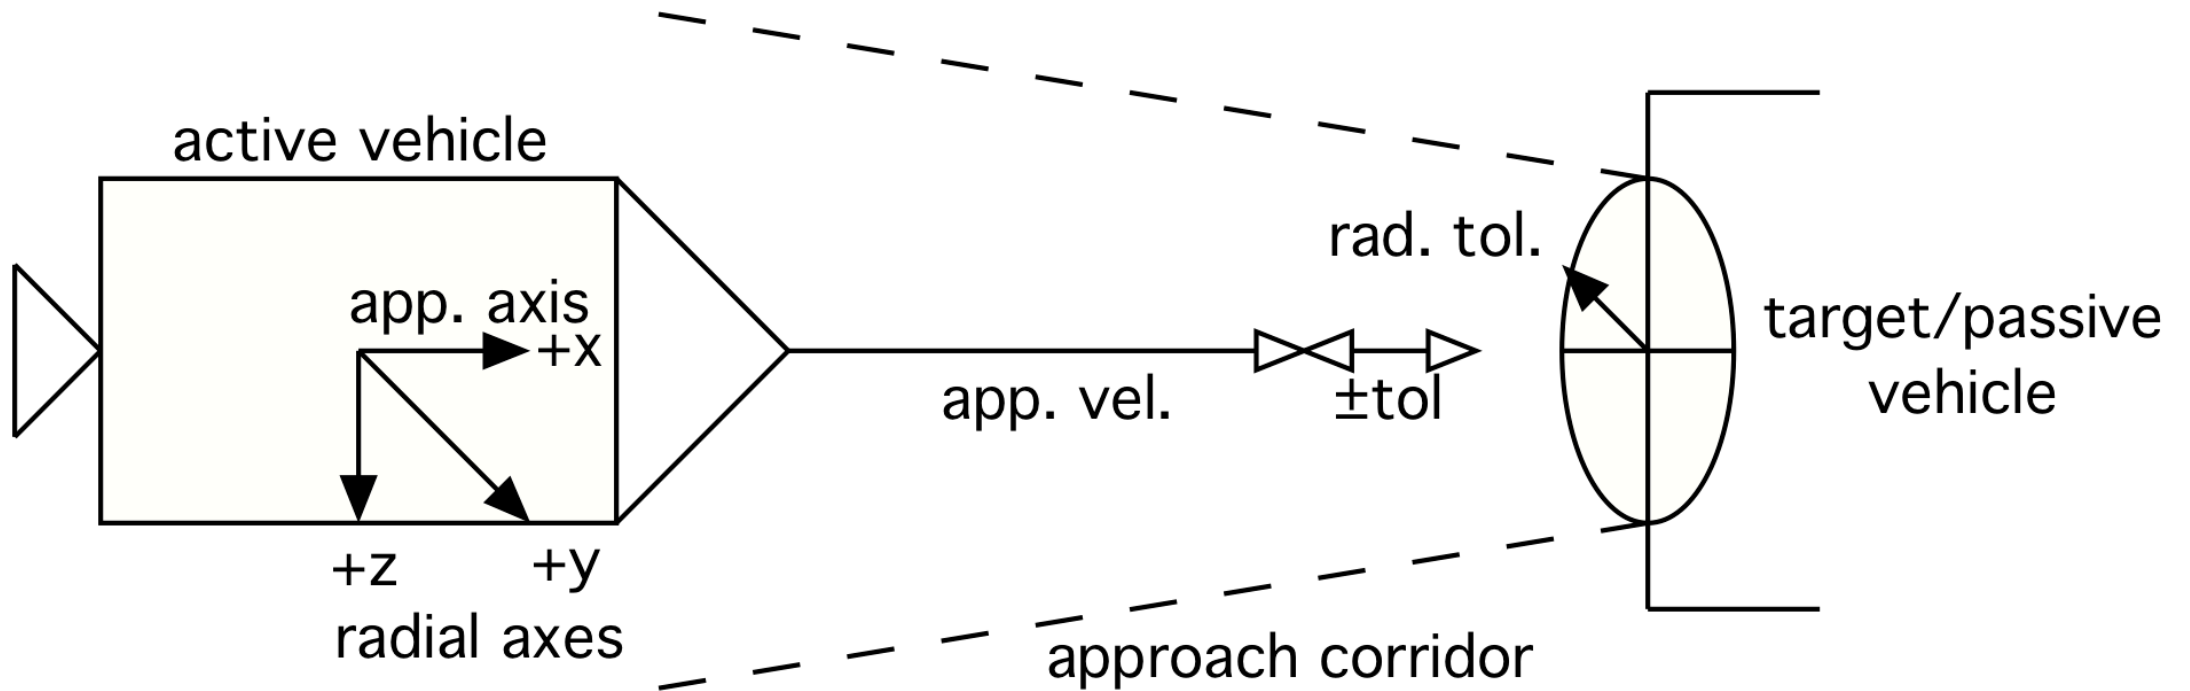 active vehicle
rad. tol.
app. axis
+x
target/passive
vehicle
app. vel.
±tol
+z
+y
radial axes
approach corridor